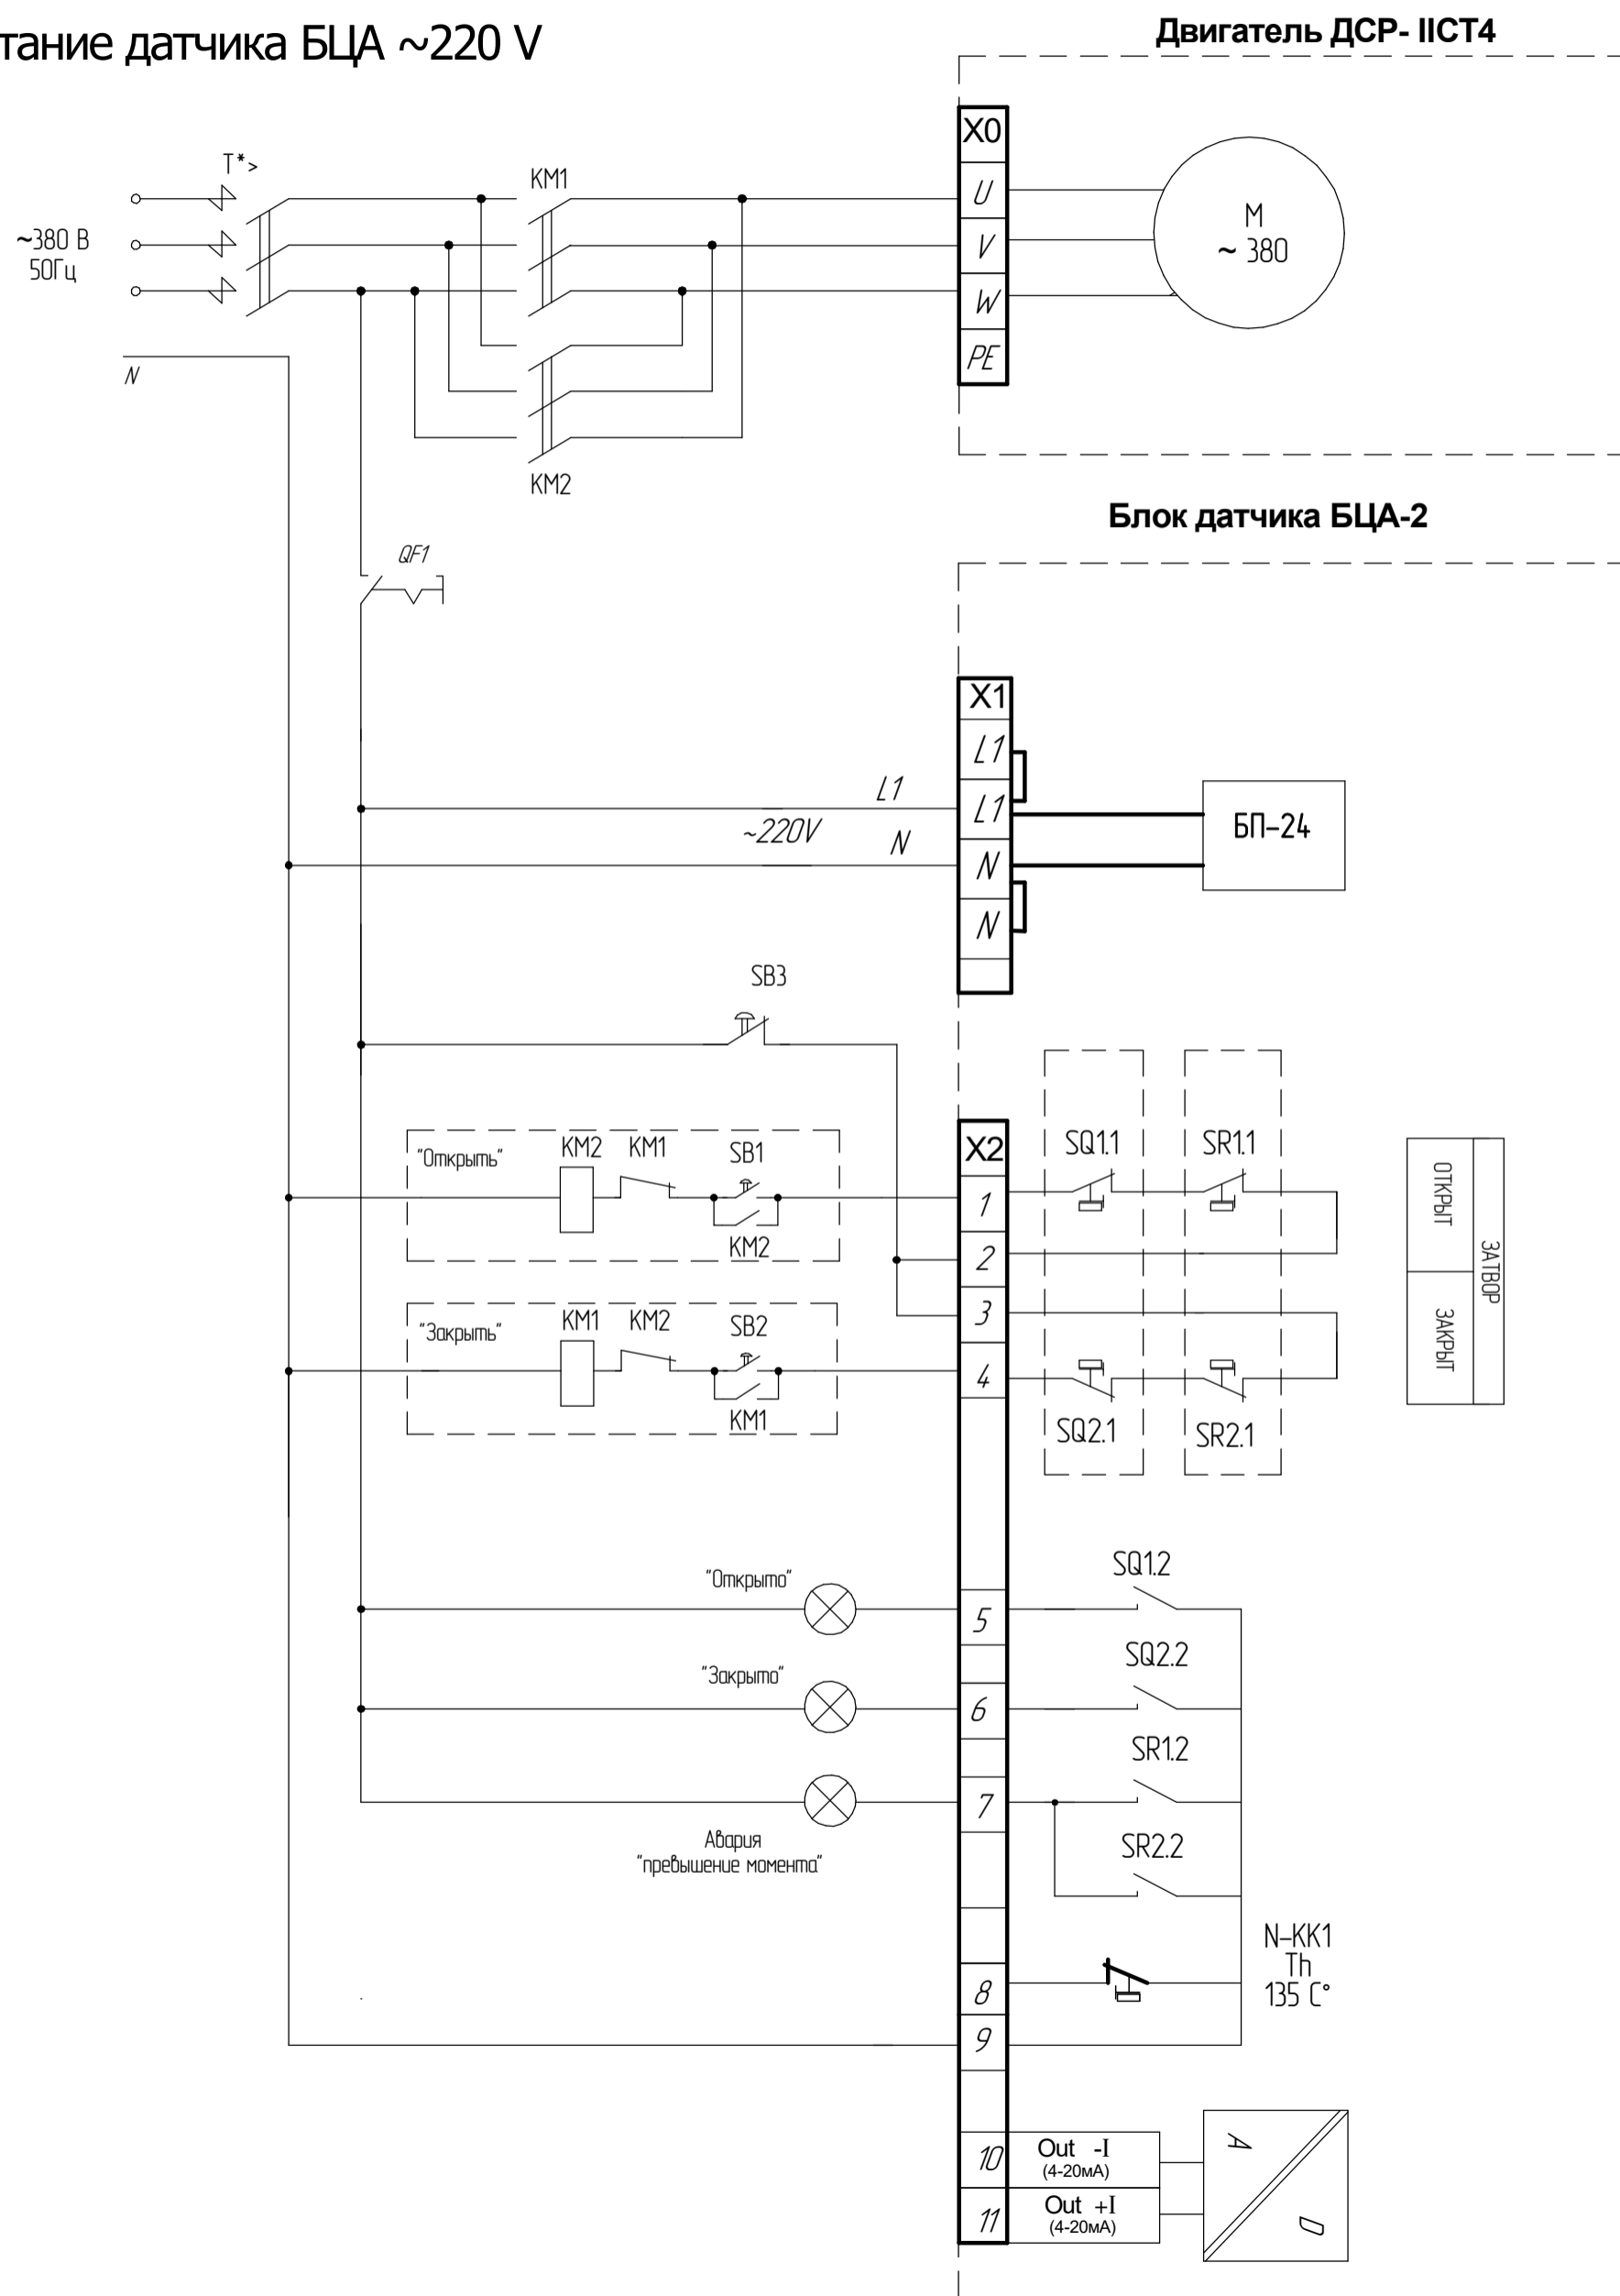 тание датчика БЦА ~220 V
Двигатель ДСР- IIСТ4
T*>
~380 В
50Гц
N
KM1
KM2
X0
U
V
W
PE
M
~ 380
Блок датчика БЦА-2
QF1
X1
L1
L1
N
N
L1
~220V
N
БП-24
SB3
"Открыть"
KM2
KM1
SB1
KM2
"Закрыть"
KM1
KM2
SB2
KM1
X2
1
2
3
4
SQ1.1
SR1.1
SQ2.1
SR2.1
ОТКРЫТ
ЗАКРЫТ
ЗАТВОР
"Открыто"
5
SQ1.2
"Закрыто"
6
SQ2.2
Авария
"превышение момента"
7
SR1.2
SR2.2
8
N-KK1
Th
135 C°
9
10
Out -I
(4-20мА)
11
Out +I
(4-20мА)
A
D